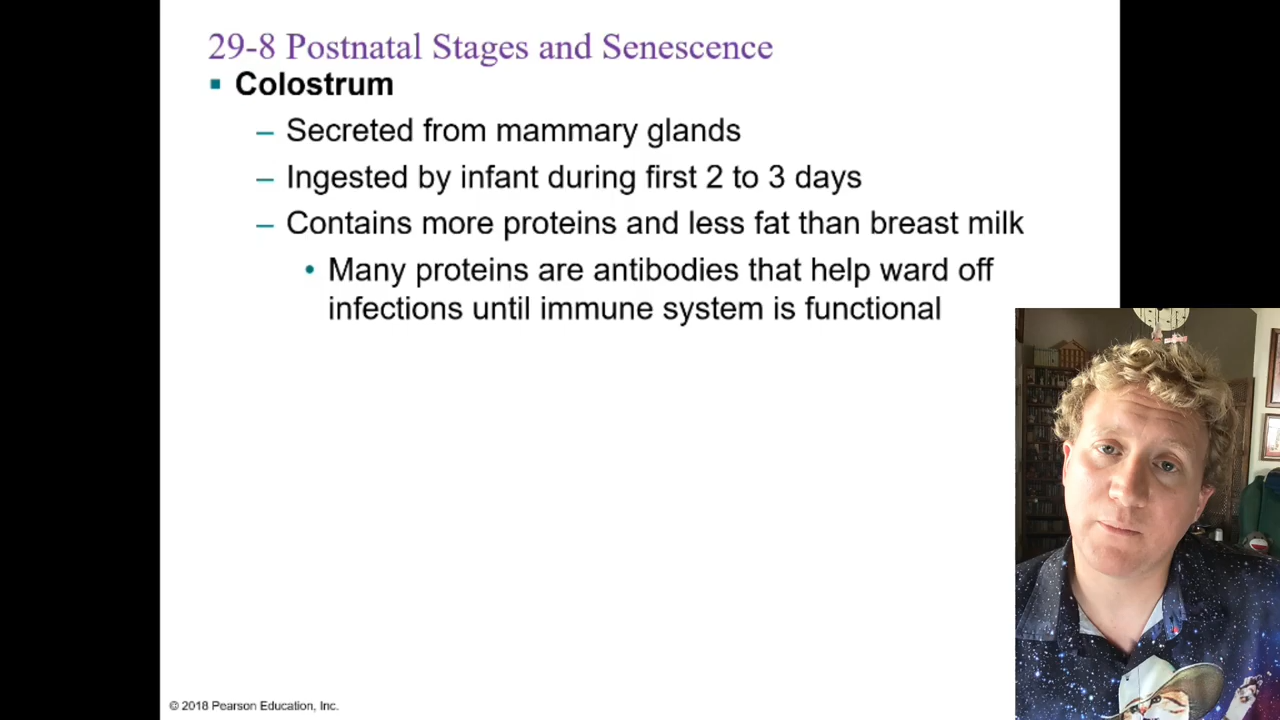 29-8 Postnatal Stages and Senescence
▪ Colostrum
– Secreted from mammary glands
– Ingested by infant during first 2 to 3 days
– Contains more proteins and less fat than breast milk
• Many proteins are antibodies that help ward off
infections until immune system is functional
© 2018 Pearson Education, Inc.